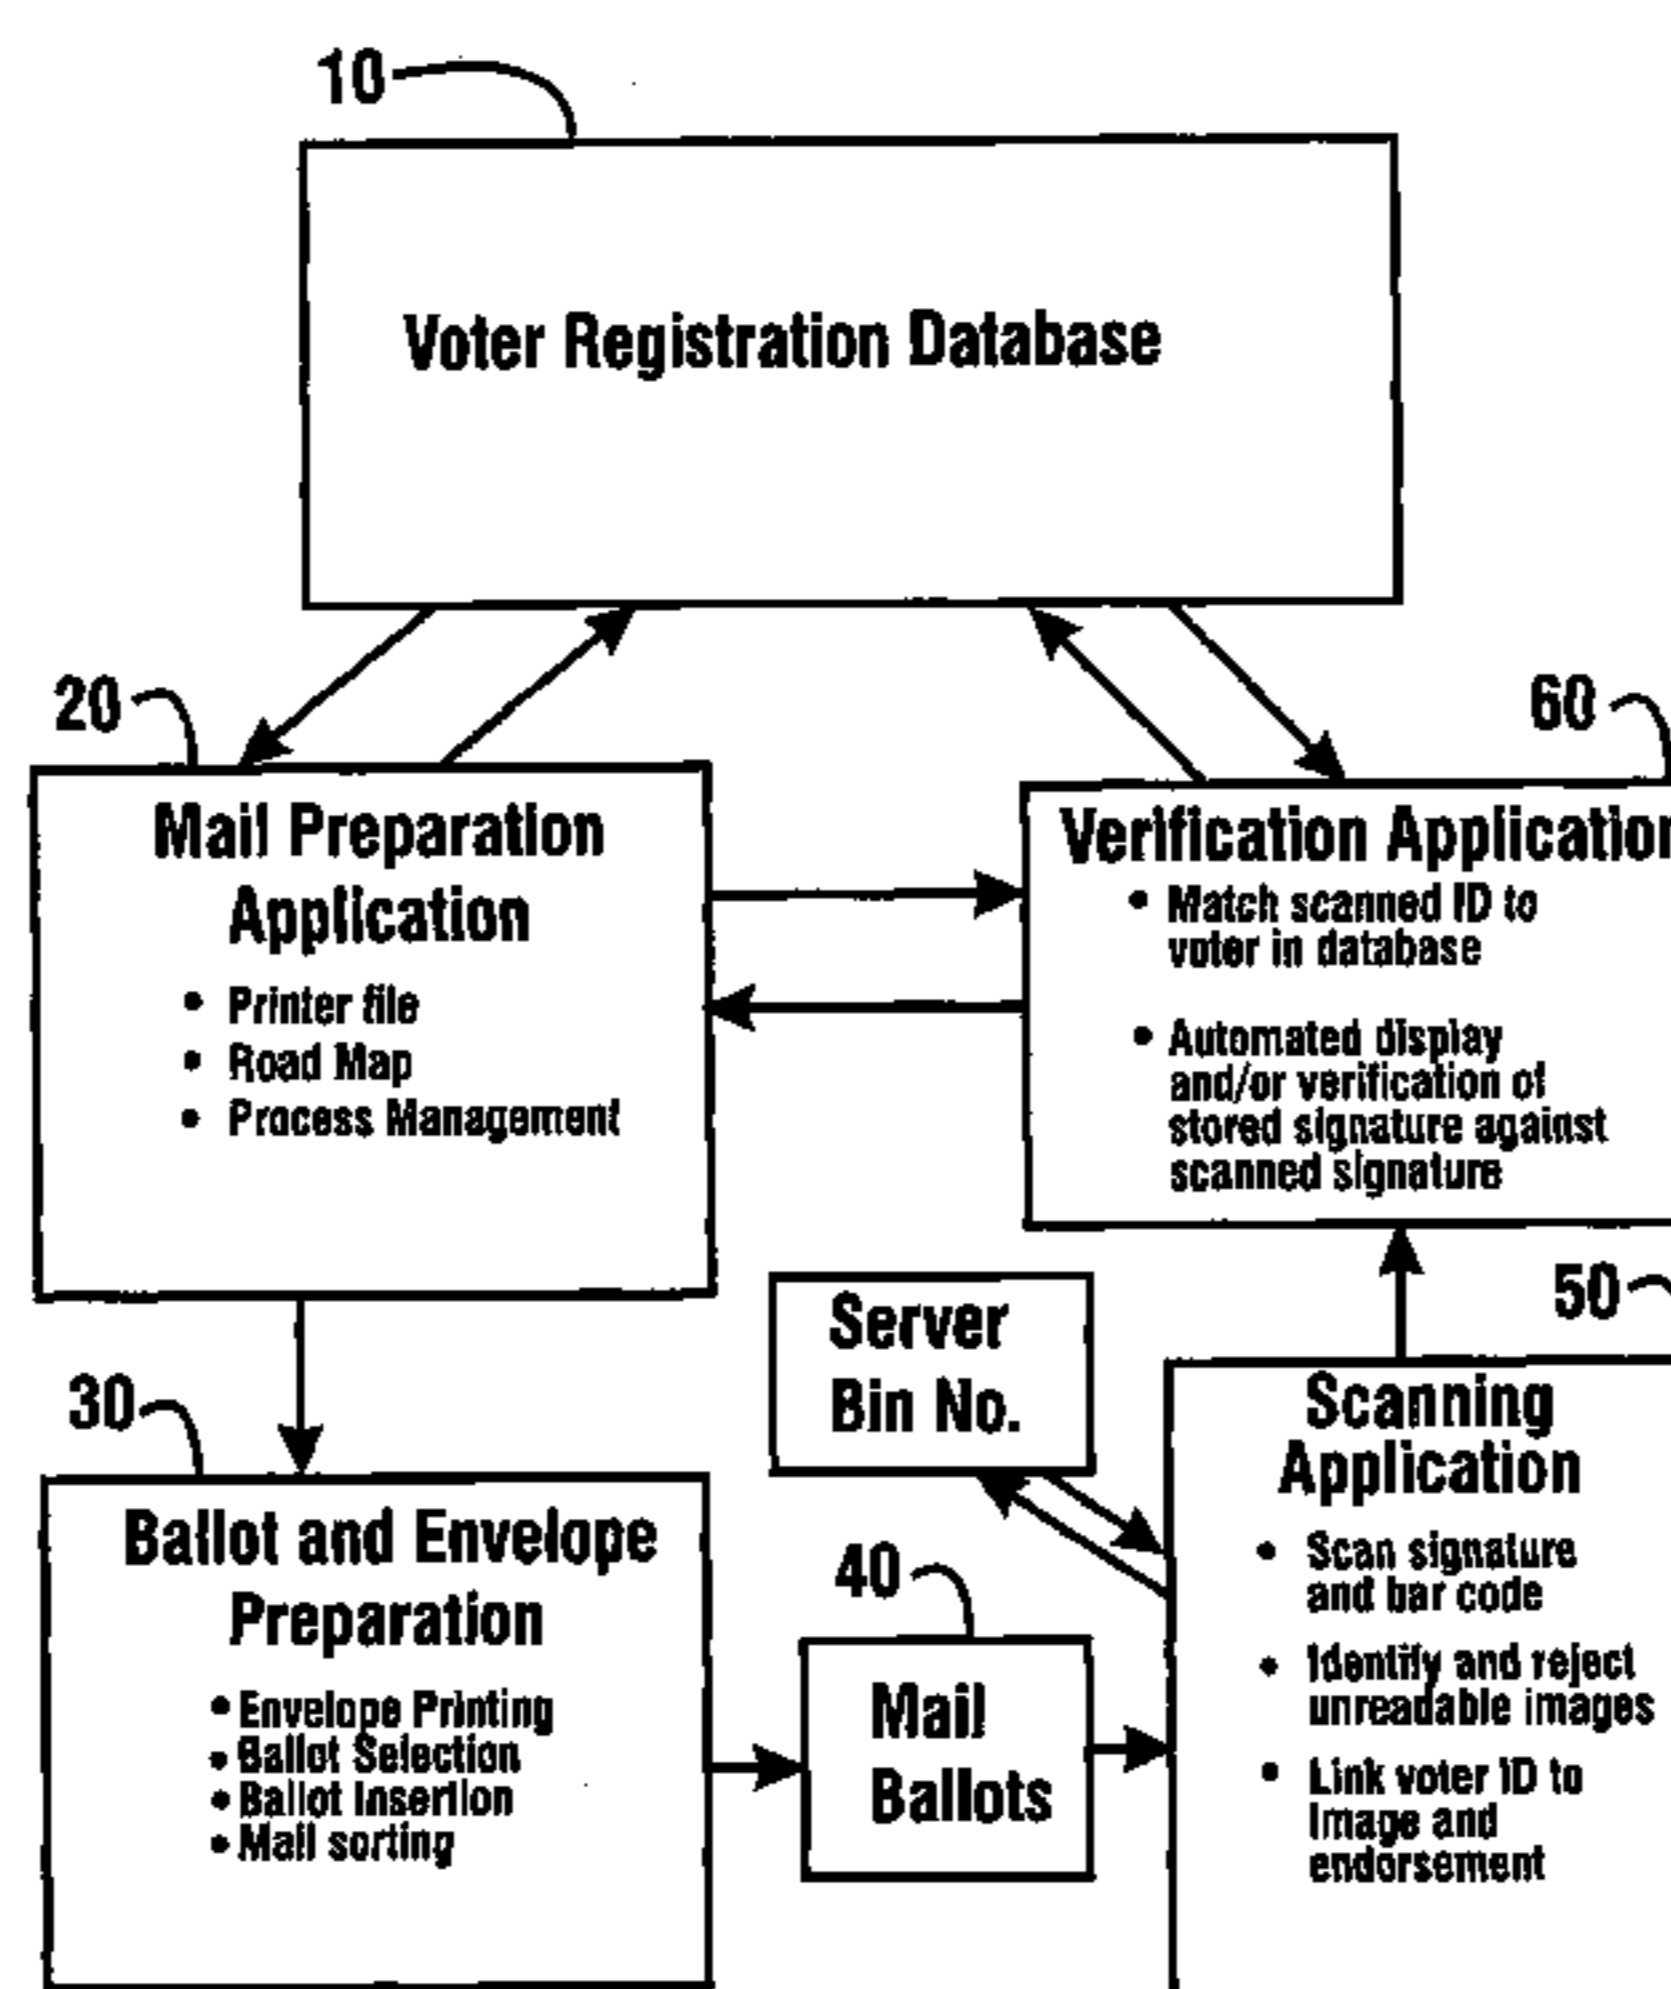 10
Voter Registration Database
20
Mail Preparation
Application
• Printer file
• Road Map
• Process Management
60
Verification Application
• Match scanned ID to
voter in database
• Automated display
and/or verification of
stored signature against
scanned signature
Server
Bin No.
50
Scanning
Application
• Scan signature
and bar code
• Identify and reject
unreadable images
• Link voter ID to
Image and
endorsement
30
Ballot and Envelope
Preparation
• Envelope Printing
• Ballot Selection
• Ballot Insertion
• Mail sorting
40
Mail
Ballots